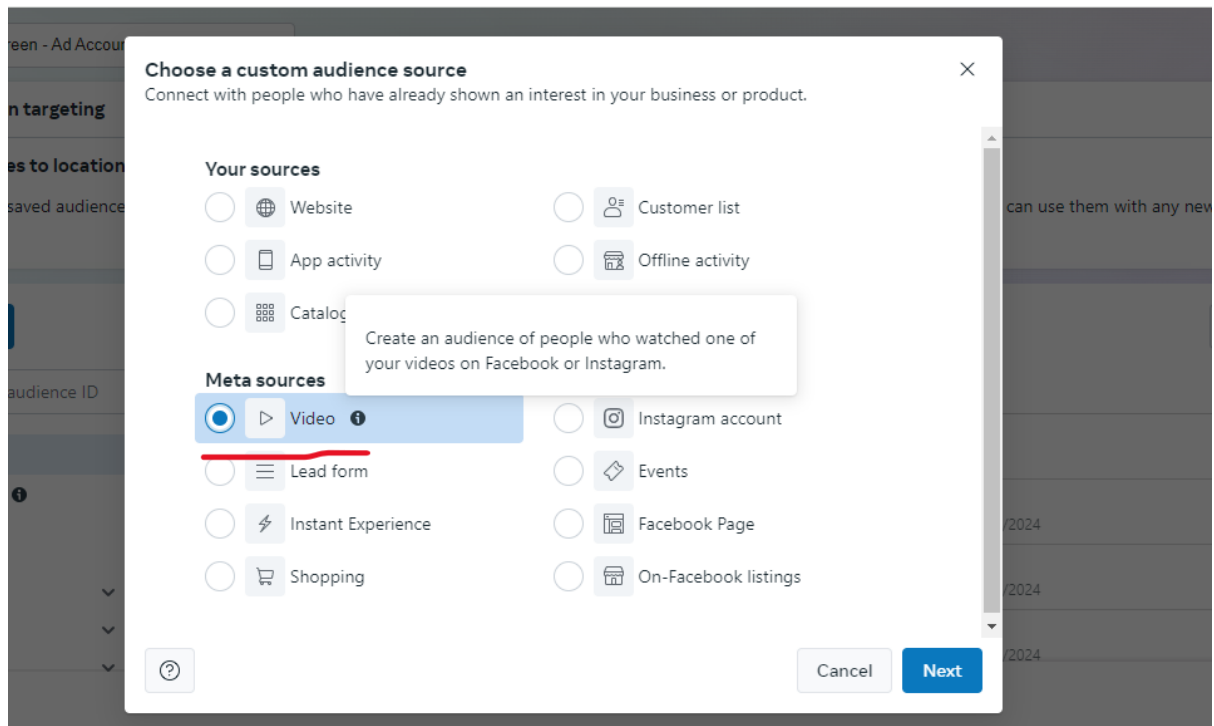 reen - Ad Accour
Choose a custom audience source
Connect with people who have already shown an interest in your business or product.
n targeting
es to location
saved audience
can use them with any new
Your sources
Website
Customer list
App activity
Offline activity
Catalog
Create an audience of people who watched one of
your videos on Facebook or Instagram.
Meta sources
audience ID
Video
Instagram account
Lead form
Events
Instant Experience
Facebook Page
/2024
Shopping
On-Facebook listings
/2024
/2024
Cancel
Next